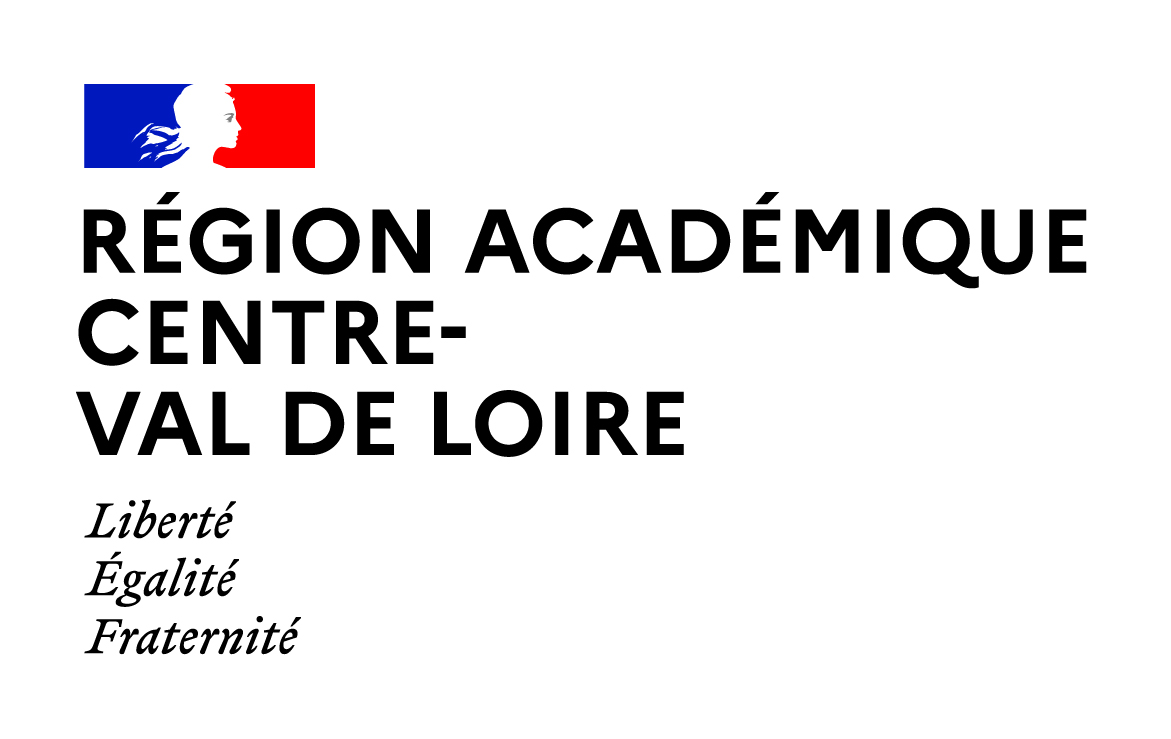 RÉGION ACADÉMIQUE
CENTRE-
VAL DE LOIRE
Liberté
Égalité
Fraternité